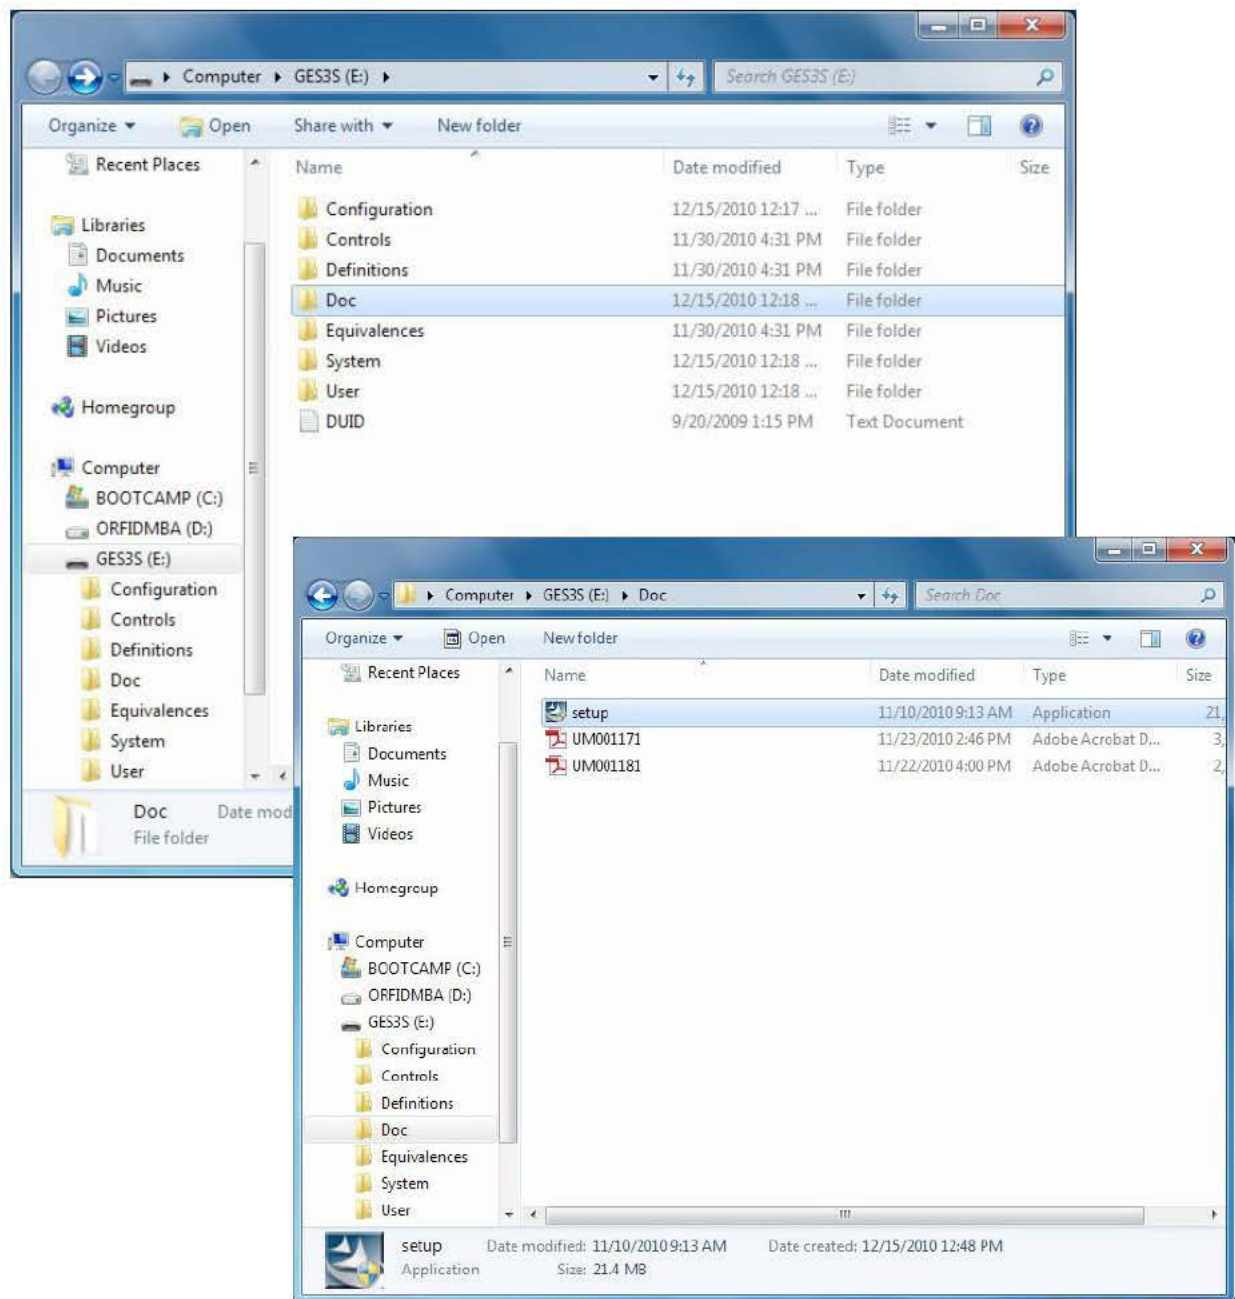 Computer GES3S (E:) Search GES3S (E:)
Organize Open Share with New folder
Recent Places
Libraries
Documents
Music
Pictures
Videos
Homegroup
Computer
BOOTCAMP (C:)
ORFIDMBA (D:)
GES3S (E:)
Configuration
Controls
Definitions
Doc
Equivalences
System
User
Name Date modified Type Size
Configuration 12/15/2010 12:17 ... File folder
Controls 11/30/2010 4:31 PM File folder
Definitions 11/30/2010 4:31 PM File folder
Doc 12/15/2010 12:18 ... File folder
Equivalences 11/30/2010 4:31 PM File folder
System 12/15/2010 12:18 ... File folder
User 12/15/2010 12:18 ... File folder
DUID 9/20/2009 1:15 PM Text Document
Doc Date mod
File folder
Computer GES3S (E:) Doc Search Doc
Organize Open New folder
Recent Places
Libraries
Documents
Music
Pictures
Videos
Homegroup
Computer
BOOTCAMP (C:)
ORFIDMBA (D:)
GES3S (E:)
Configuration
Controls
Definitions
Doc
Equivalences
System
User
Name Date modified Type Size
setup 11/10/2010 9:13 AM Application 21,
UM001171 11/23/2010 2:46 PM Adobe Acrobat D... 3,
UM001181 11/22/2010 4:00 PM Adobe Acrobat D... 2,
setup Date modified: 11/10/2010 9:13 AM Date created: 12/15/2010 12:48 PM
Application Size: 21.4 MB